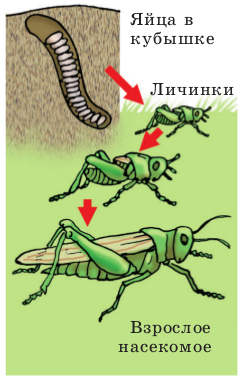 Яйца в
кубышке
Личинки
Взрослое
насекомое